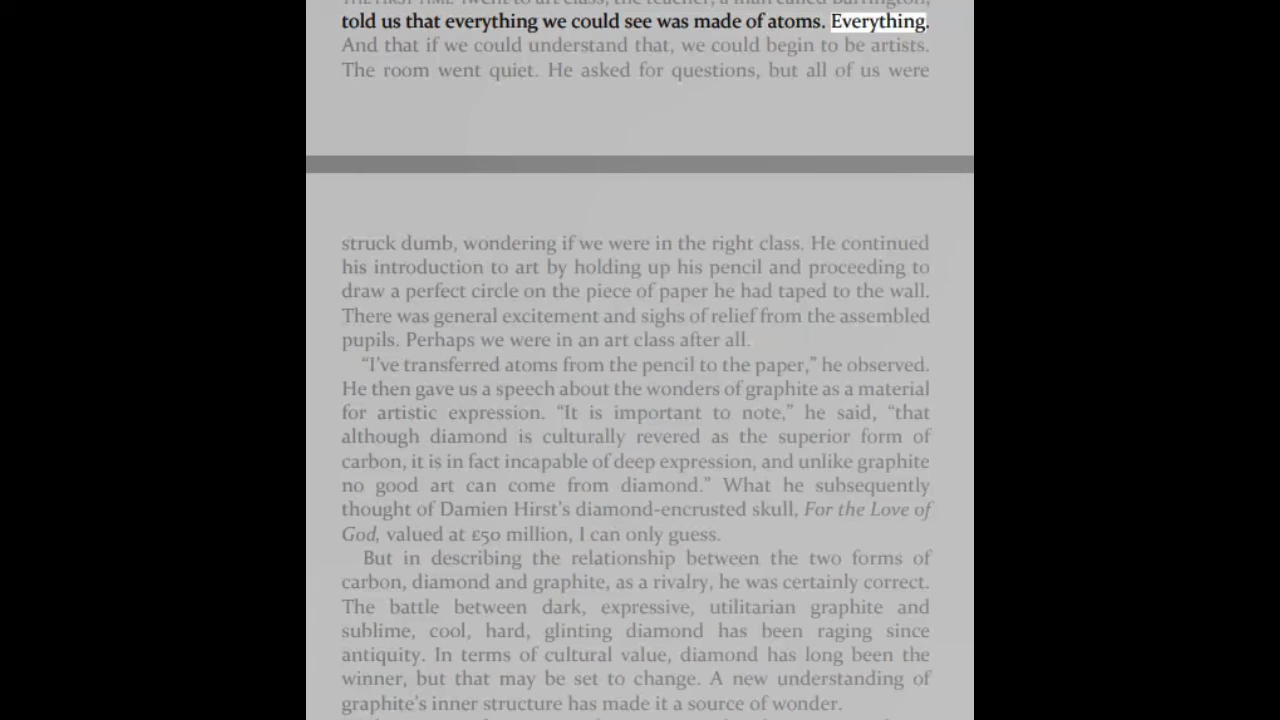 THE FIRST TIME I went to art class, the teacher, a man called Barrington,
told us that everything we could see was made of atoms. Everything.
And that if we could understand that, we could begin to be artists.
The room went quiet. He asked for questions, but all of us were
struck dumb, wondering if we were in the right class. He continued
his introduction to art by holding up his pencil and proceeding to
draw a perfect circle on the piece of paper he had taped to the wall.
There was general excitement and sighs of relief from the assembled
pupils. Perhaps we were in an art class after all.
“I’ve transferred atoms from the pencil to the paper,” he observed.
He then gave us a speech about the wonders of graphite as a material
for artistic expression. “It is important to note,” he said, “that
although diamond is culturally revered as the superior form of
carbon, it is in fact incapable of deep expression, and unlike graphite
no good art can come from diamond.” What he subsequently
thought of Damien Hirst’s diamond-encrusted skull, For the Love of
God, valued at £50 million, I can only guess.
But in describing the relationship between the two forms of
carbon, diamond and graphite, as a rivalry, he was certainly correct.
The battle between dark, expressive, utilitarian graphite and
sublime, cool, hard, glinting diamond has been raging since
antiquity. In terms of cultural value, diamond has long been the
winner, but that may be set to change. A new understanding of
graphite’s inner structure has made it a source of wonder.